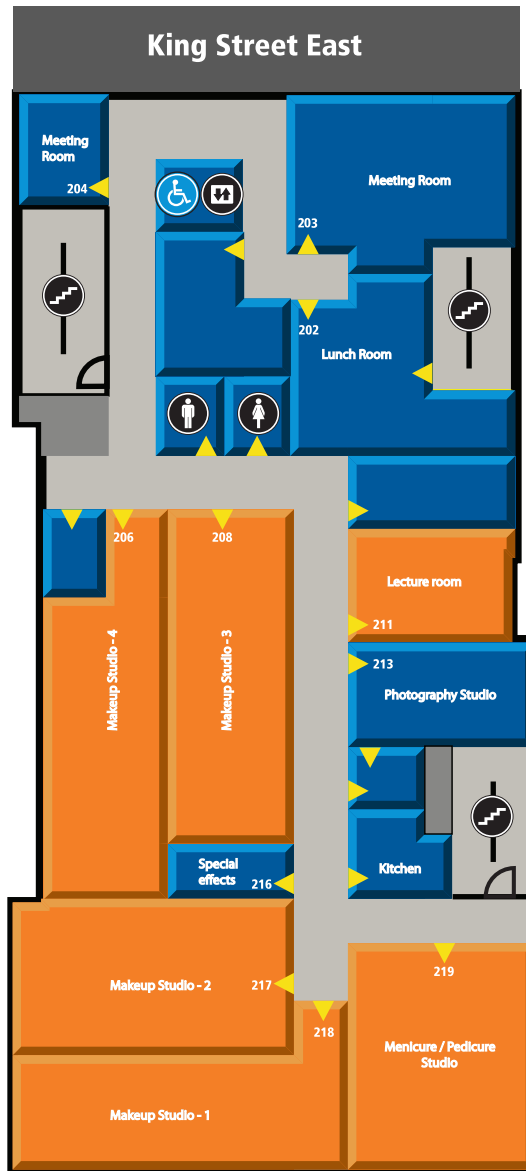 King Street East
Meeting
Room
204
Meeting Room
203
202
Lunch Room
206
208
Lecture room
211
213
Photography Studio
Makeup Studio - 4
Makeup Studio - 3
Special
effects
216
Kitchen
217
Makeup Studio - 2
218
219
Menicure / Pedicure
Studio
Makeup Studio - 1